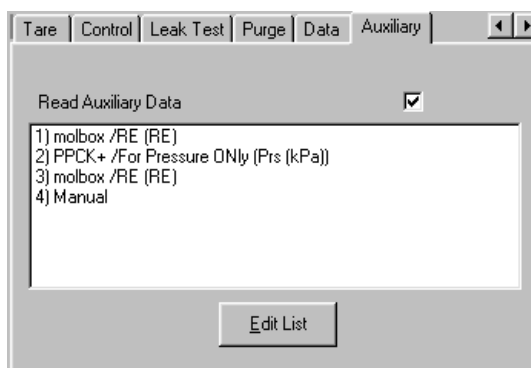 Tare Control Leak Test Purge Data Auxiliary
Read Auxiliary Data
1) molbox /RE (RE)
2) PPCK+ /For Pressure ONly (Prs (kPa))
3) molbox /RE (RE)
4) Manual
Edit List